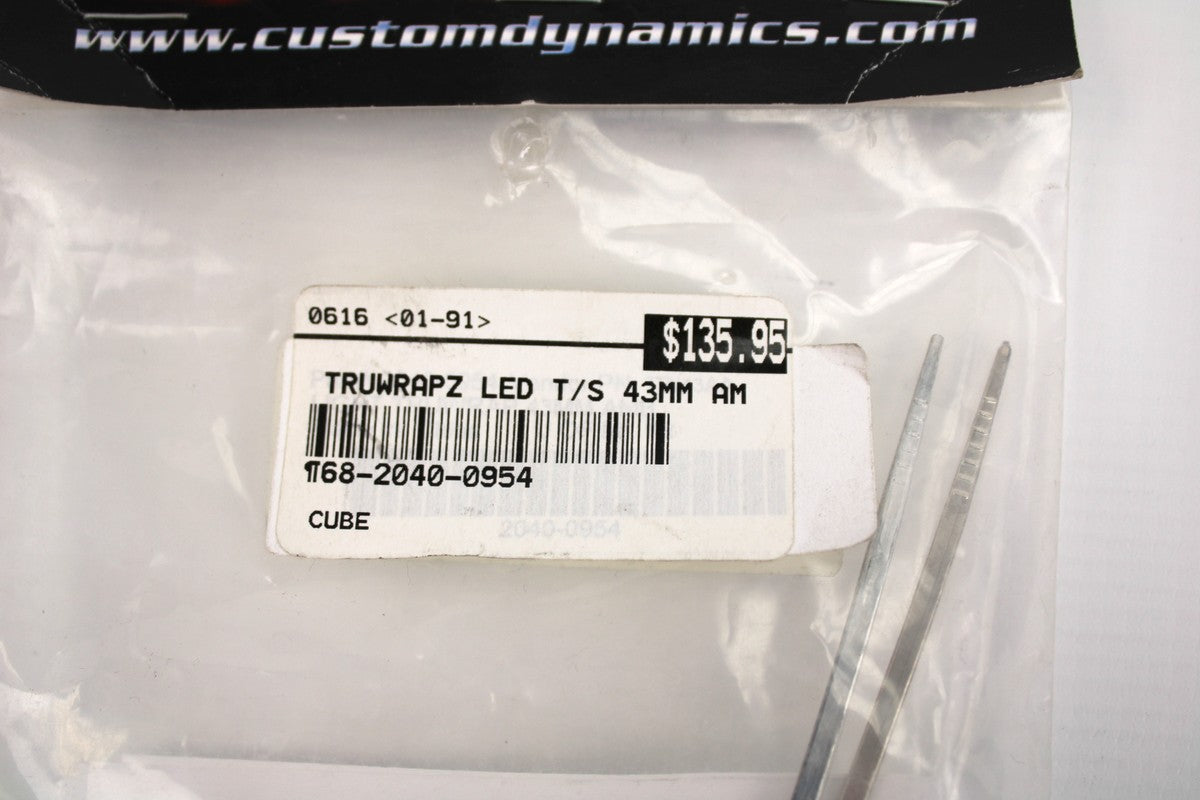 www.customdynamics.com
0616 <01-91>
$135.95
TRUWRAPZ LED T/S 43MM AM
¶68-2040-0954
CUBE
2040-0954